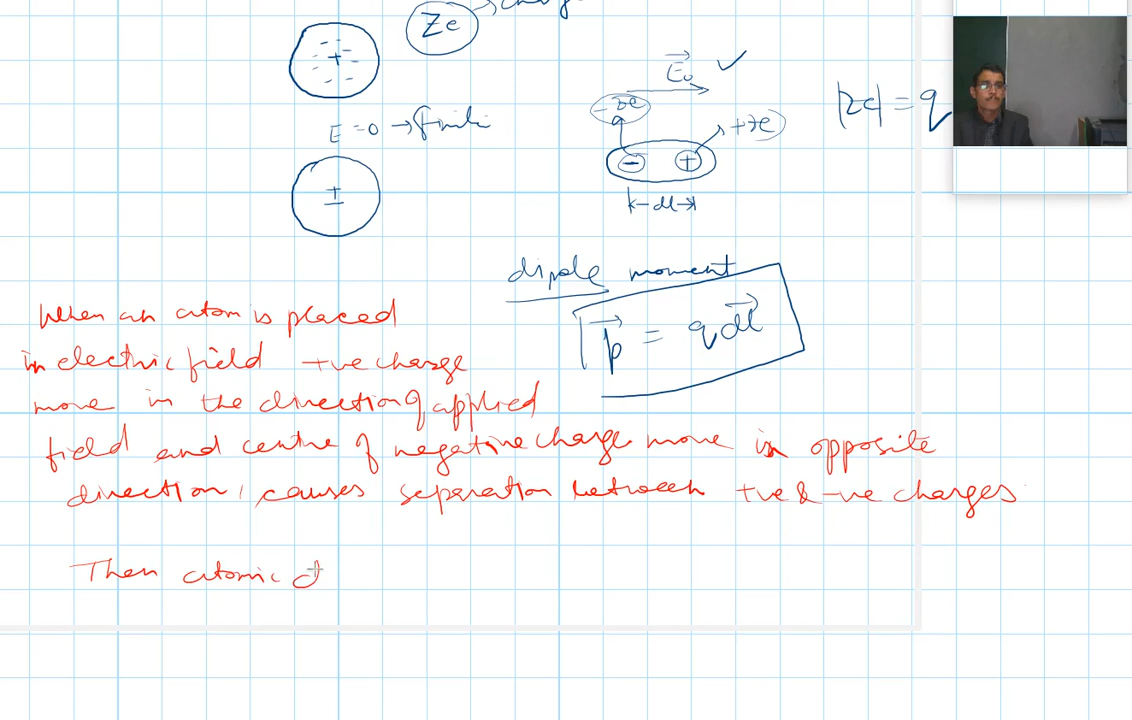 Ze
+
E = 0 → finite
+
E₀ ✓
-ze
+ze
|ze| = q
- +
dl
dipole moment
p = q dl
When an atom is placed
in electric field +ve charge
move in the direction of applied
field and centre of negative charge move in opposite
direction, causes separation between +ve & -ve charges
Then atomic d